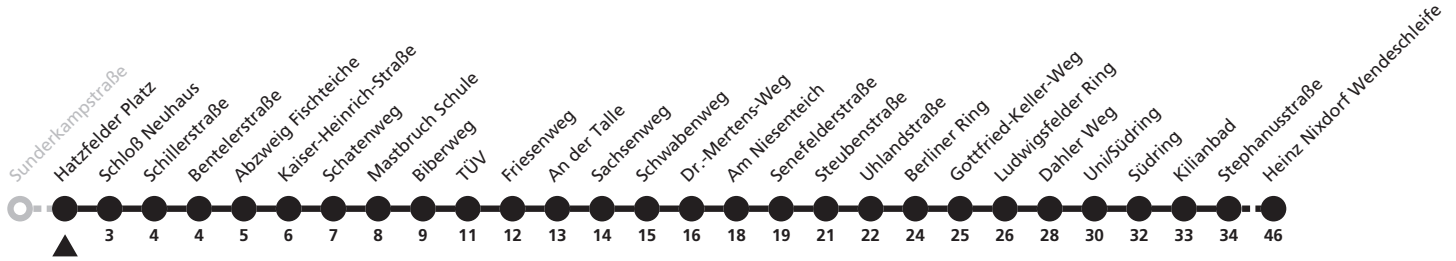 Sunderkampstraße
Hatzfelder Platz
Schloß Neuhaus
Schillerstraße
Bentelerstraße
Abzweig Fischteiche
Kaiser-Heinrich-Straße
Schatenweg
Mastbruch Schule
Biberweg
TÜV
Friesenweg
An der Talle
Sachsenweg
Schwabenweg
Dr.-Mertens-Weg
Am Niesenteich
Senefelderstraße
Steubenstraße
Uhlandstraße
Berliner Ring
Gottfried-Keller-Weg
Ludwigsfelder Ring
Dahler Weg
Uni/Südring
Südring
Kilianbad
Stephanusstraße
Heinz Nixdorf Wendeschleife
3 4 4 5 6 7 8 9 11 12 13 14 15 16 18 19 21 22 24 25 26 28 30 32 33 34 46